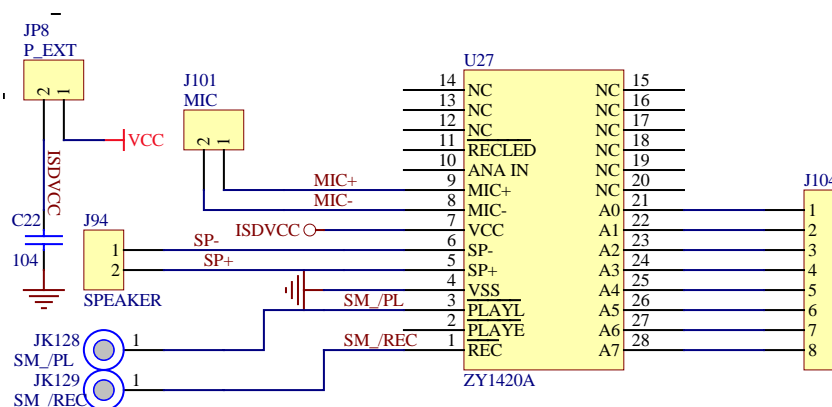 JP8
P_EXT
2 1
VCC
ISDVCC
C22
104
J101
MIC
2 1
MIC+
MIC-
ISDVCC
J94
1
2
SPEAKER
SP-
SP+
SM_/PL
SM_/REC
JK128
SM_/PL
1
JK129
SM_/REC
1
U27
14 NC
13 NC
12 NC
11 RECLED
10 ANA IN
9 MIC+
8 MIC-
7 VCC
6 SP-
5 SP+
4 VSS
3 PLAYL
2 PLAYE
1 REC
NC 15
NC 16
NC 17
NC 18
NC 19
NC 20
A0 21
A1 22
A2 23
A3 24
A4 25
A5 26
A6 27
A7 28
ZY1420A
J104
1
2
3
4
5
6
7
8